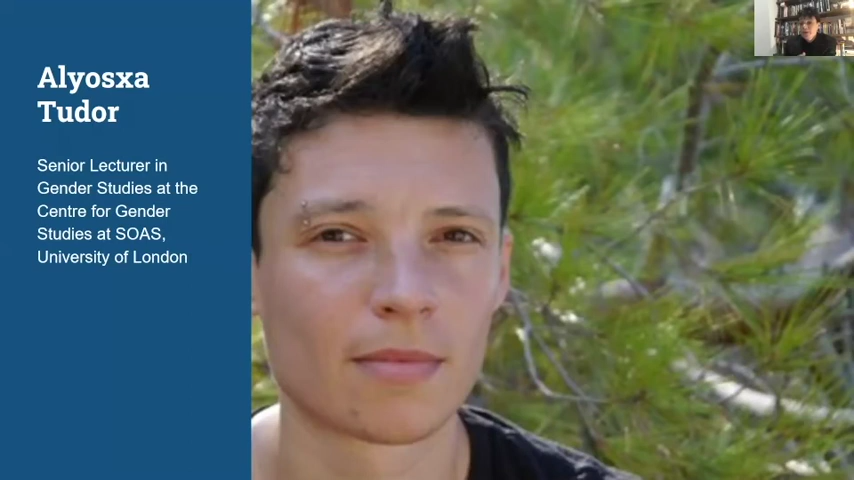 Alyosxa
Tudor
Senior Lecturer in
Gender Studies at the
Centre for Gender
Studies at SOAS,
University of London